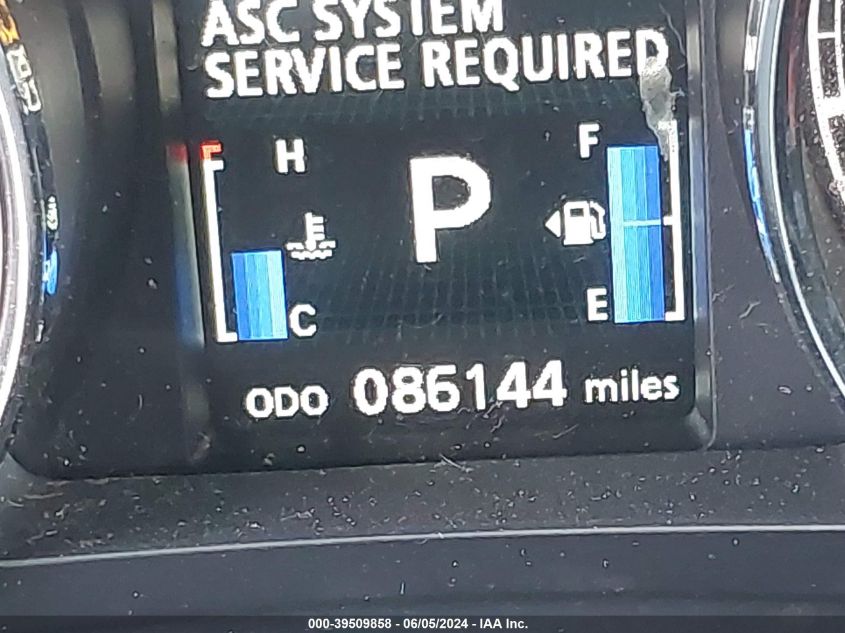 ASC SYSTEM
SERVICE REQUIRED
H
F
P
C
E
ODO 086144 miles
000-39509858 - 06/05/2024 - IAA Inc.